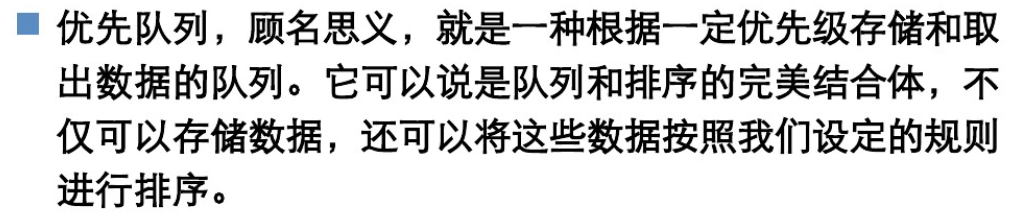 优先队列，顾名思义，就是一种根据一定优先级存储和取
出数据的队列。它可以说是队列和排序的完美结合体，不
仅可以存储数据，还可以将这些数据按照我们设定的规则
进行排序。